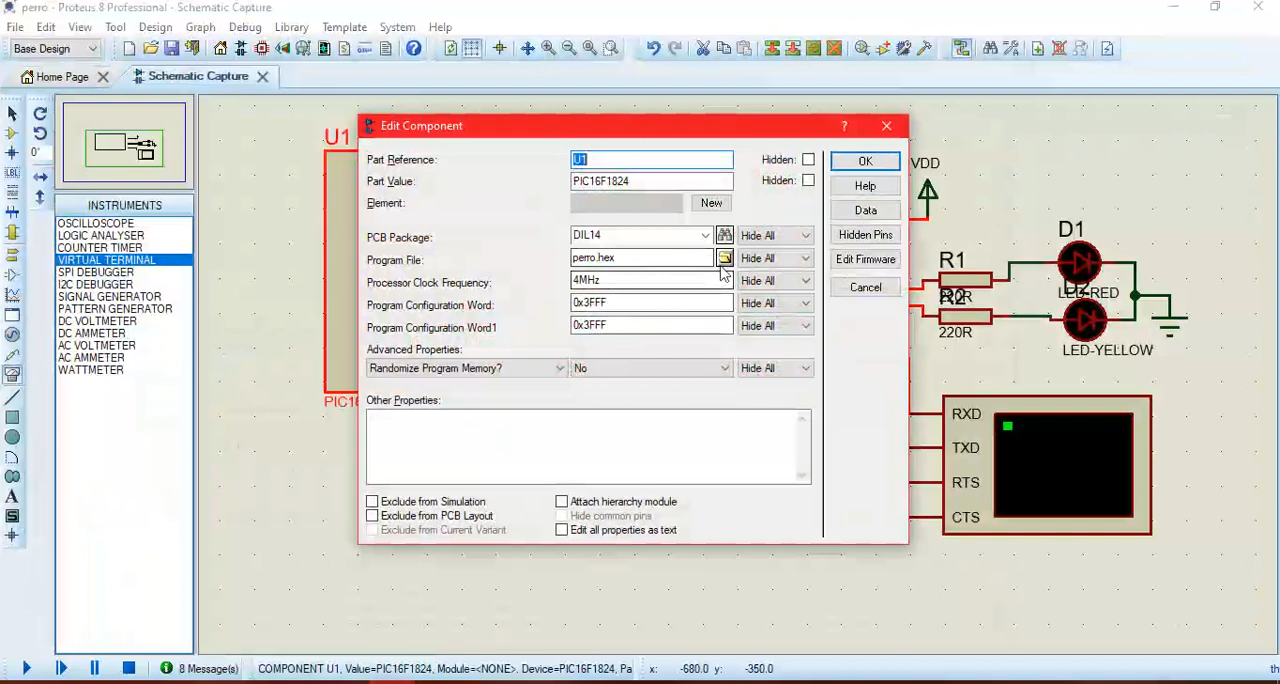 perro - Proteus 8 Professional - Schematic Capture
File Edit View Tool Design Graph Debug Library Template System Help
Base Design
Home Page
Schematic Capture
0°
LBL
INSTRUMENTS
OSCILLOSCOPE
LOGIC ANALYSER
COUNTER TIMER
VIRTUAL TERMINAL
SPI DEBUGGER
I2C DEBUGGER
SIGNAL GENERATOR
PATTERN GENERATOR
DC VOLTMETER
DC AMMETER
AC VOLTMETER
AC AMMETER
WATTMETER
A
S
U1
PIC16
Edit Component
?
Part Reference: U1 Hidden:
Part Value: PIC16F1824 Hidden:
Element: New
PCB Package: DIL14 Hide All
Program File: perro.hex Hide All
Processor Clock Frequency: 4MHz Hide All
Program Configuration Word: 0x3FFF Hide All
Program Configuration Word1 0x3FFF Hide All
Advanced Properties:
Randomize Program Memory? No Hide All
Other Properties:
Exclude from Simulation
Exclude from PCB Layout
Exclude from Current Variant
Attach hierarchy module
Hide common pins
Edit all properties as text
OK
Help
Data
Hidden Pins
Edit Firmware
Cancel
VDD
R1
220R
R2
220R
D1
LED-RED
D2
LED-YELLOW
RXD
TXD
RTS
CTS
8 Message(s) COMPONENT U1, Value=PIC16F1824, Module=<NONE>, Device=PIC16F1824, Pa x: -680.0 y: -350.0 th